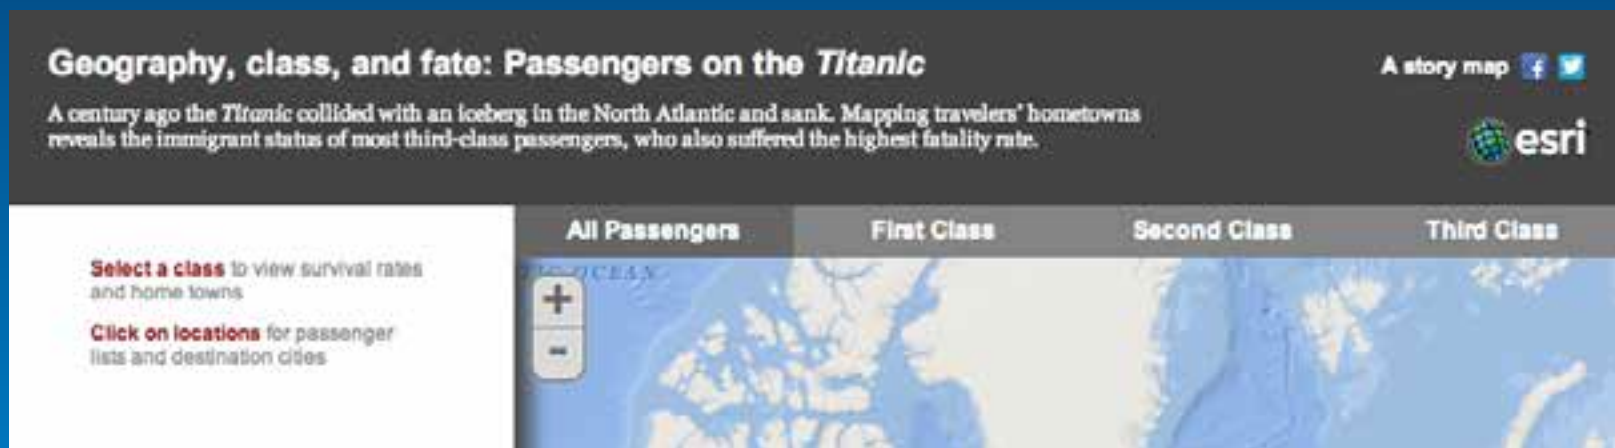 Geography, class, and fate: Passengers on the Titanic
A story map
A century ago the Titanic collided with an iceberg in the North Atlantic and sank. Mapping travelers' hometowns
reveals the immigrant status of most third-class passengers, who also suffered the highest fatality rate.
esri
All Passengers
First Class
Second Class
Third Class
Select a class to view survival rates
and home towns
Click on locations for passenger
lists and destination cities
OCEAN
+
-